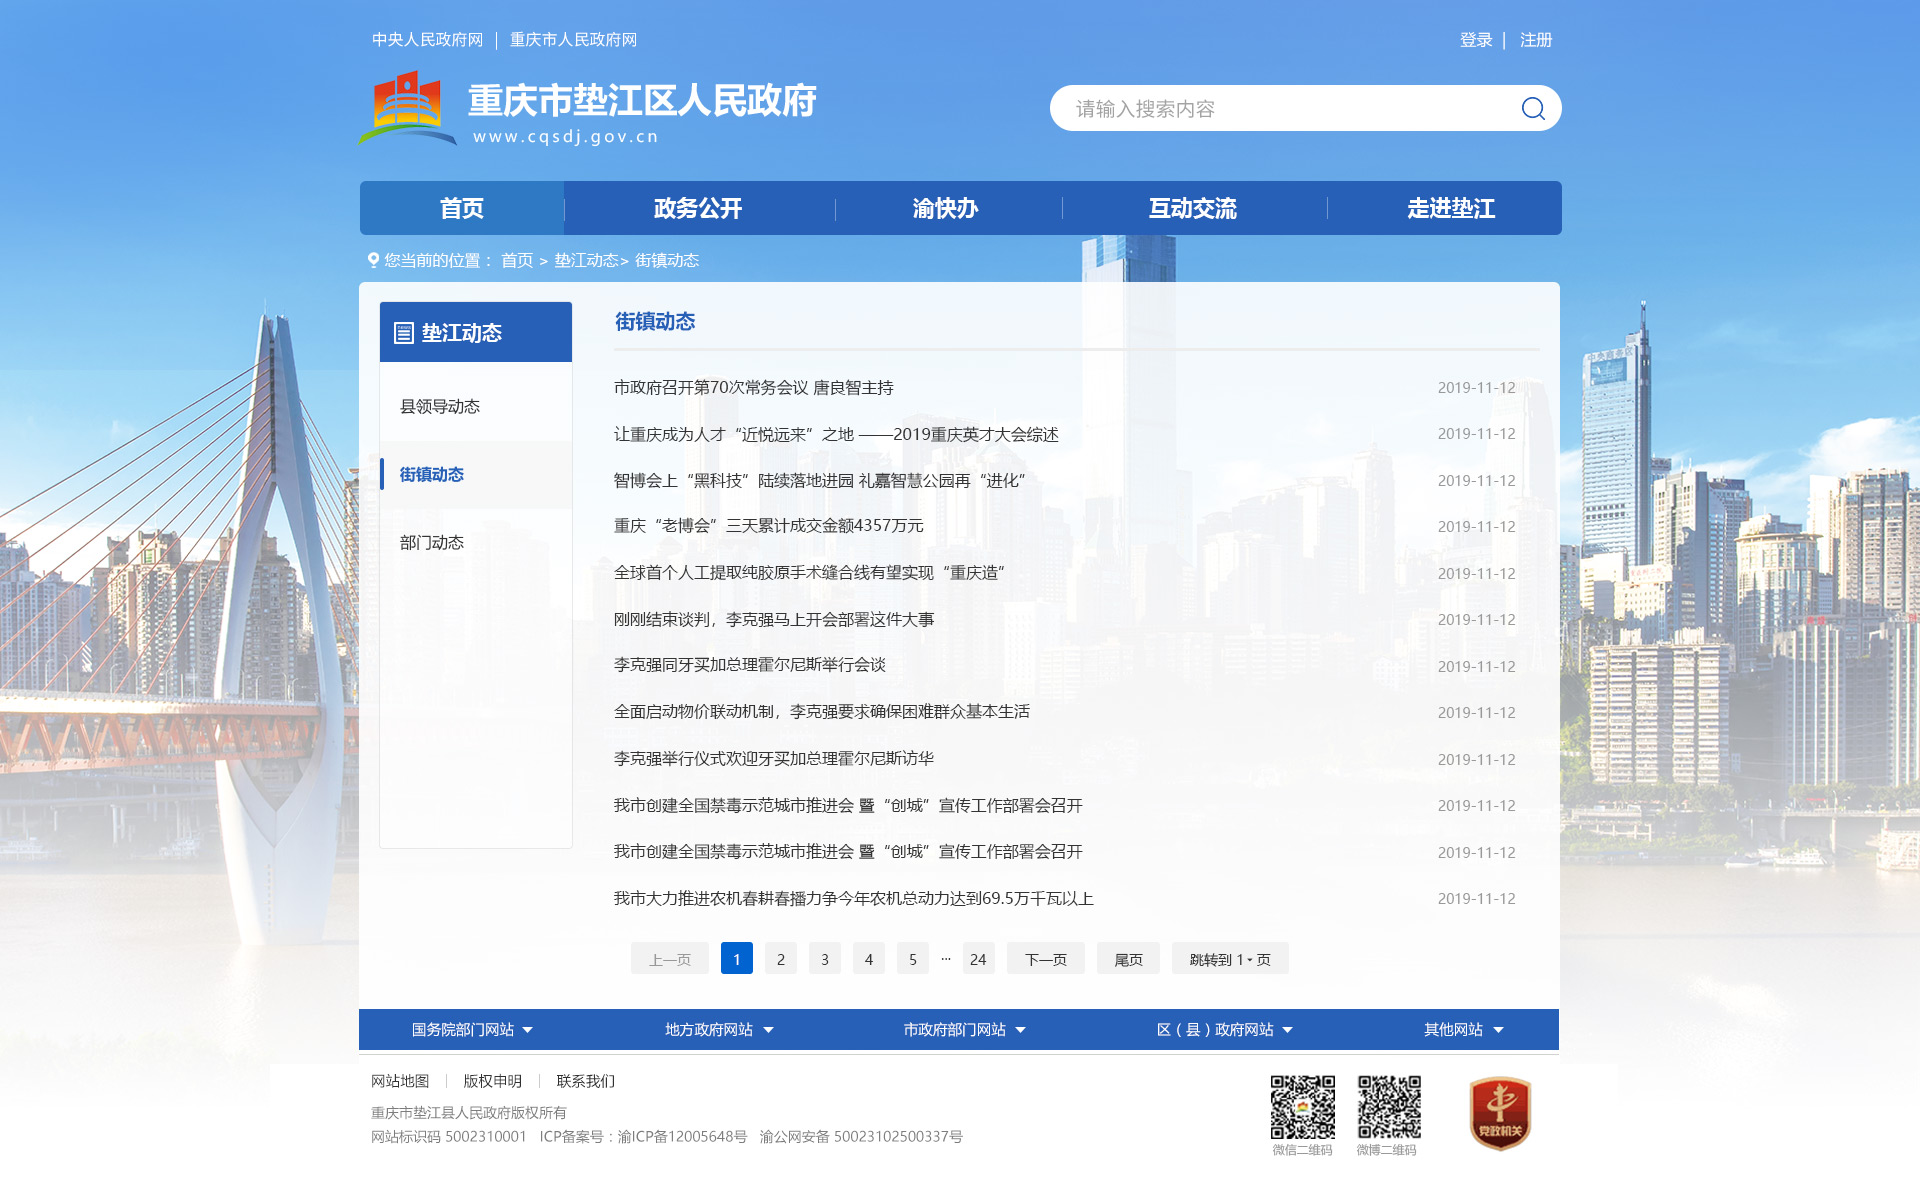 中央人民政府网 | 重庆市人民政府网
登录 | 注册
重庆市垫江区人民政府
www.cqsdj.gov.cn
请输入搜索内容
首页 政务公开 渝快办 互动交流 走进垫江
您当前的位置： 首页 > 垫江动态> 街镇动态
垫江动态
县领导动态
街镇动态
部门动态
街镇动态
市政府召开第70次常务会议 唐良智主持 2019-11-12
让重庆成为人才“近悦远来”之地 ——2019重庆英才大会综述 2019-11-12
智博会上“黑科技”陆续落地进园 礼嘉智慧公园再“进化” 2019-11-12
重庆“老博会”三天累计成交金额4357万元 2019-11-12
全球首个人工提取纯胶原手术缝合线有望实现“重庆造” 2019-11-12
刚刚结束谈判，李克强马上开会部署这件大事 2019-11-12
李克强同牙买加总理霍尔尼斯举行会谈 2019-11-12
全面启动物价联动机制，李克强要求确保困难群众基本生活 2019-11-12
李克强举行仪式欢迎牙买加总理霍尔尼斯访华 2019-11-12
我市创建全国禁毒示范城市推进会 暨“创城”宣传工作部署会召开 2019-11-12
我市创建全国禁毒示范城市推进会 暨“创城”宣传工作部署会召开 2019-11-12
我市大力推进农机春耕春播力争今年农机总动力达到69.5万千瓦以上 2019-11-12
上一页 1 2 3 4 5 ... 24 下一页 尾页 跳转到 1 页
国务院部门网站 地方政府网站 市政府部门网站 区（县）政府网站 其他网站
网站地图 | 版权申明 | 联系我们
重庆市垫江县人民政府版权所有
网站标识码 5002310001 ICP备案号：渝ICP备12005648号 渝公网安备 50023102500337号
微信二维码 微博二维码
党政机关